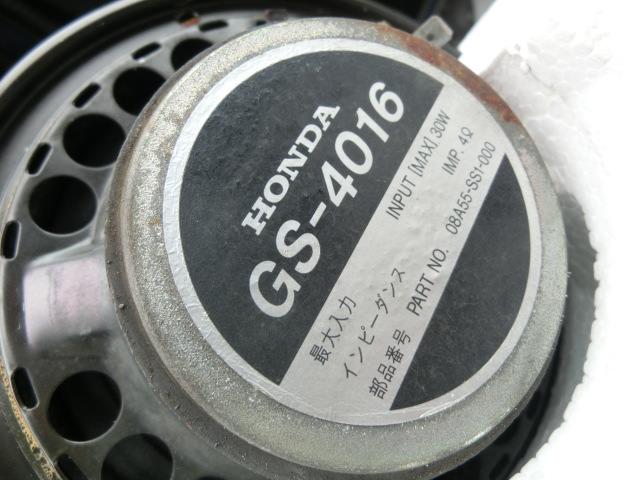 HONDA
GS-4016
最大入力 INPUT [MAX] 30W
インピーダンス IMP. 4Ω
部品番号 PART NO. 08A55-SS1-000